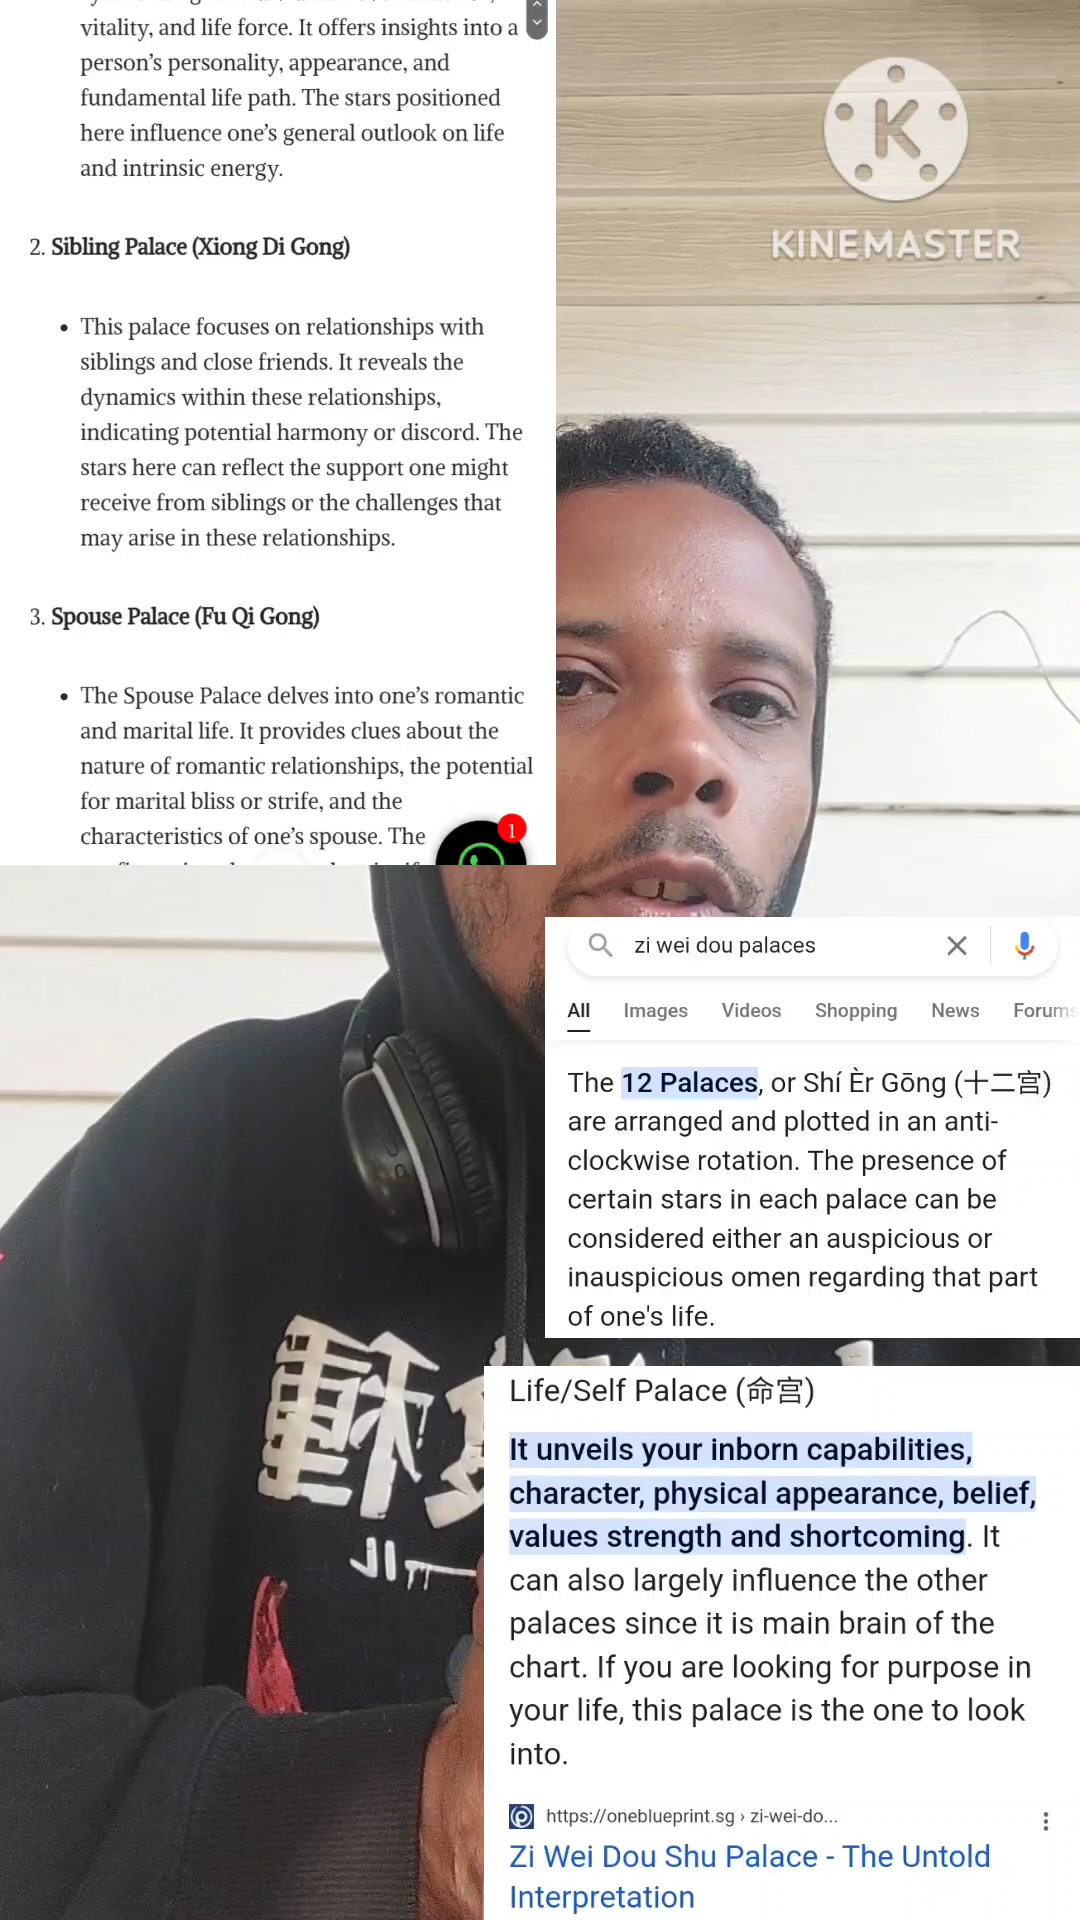 vitality, and life force. It offers insights into a
person’s personality, appearance, and
fundamental life path. The stars positioned
here influence one’s general outlook on life
and intrinsic energy.
2. Sibling Palace (Xiong Di Gong)
• This palace focuses on relationships with
siblings and close friends. It reveals the
dynamics within these relationships,
indicating potential harmony or discord. The
stars here can reflect the support one might
receive from siblings or the challenges that
may arise in these relationships.
3. Spouse Palace (Fu Qi Gong)
• The Spouse Palace delves into one’s romantic
and marital life. It provides clues about the
nature of romantic relationships, the potential
for marital bliss or strife, and the
characteristics of one’s spouse. The
1
K
KINEMASTER
zi wei dou palaces
All Images Videos Shopping News Forums
The 12 Palaces, or Shí Èr Gōng (十二宫)
are arranged and plotted in an anti-
clockwise rotation. The presence of
certain stars in each palace can be
considered either an auspicious or
inauspicious omen regarding that part
of one's life.
Life/Self Palace (命宫)
It unveils your inborn capabilities,
character, physical appearance, belief,
values strength and shortcoming. It
can also largely influence the other
palaces since it is main brain of the
chart. If you are looking for purpose in
your life, this palace is the one to look
into.
https://oneblueprint.sg › zi-wei-do...
Zi Wei Dou Shu Palace - The Untold
Interpretation